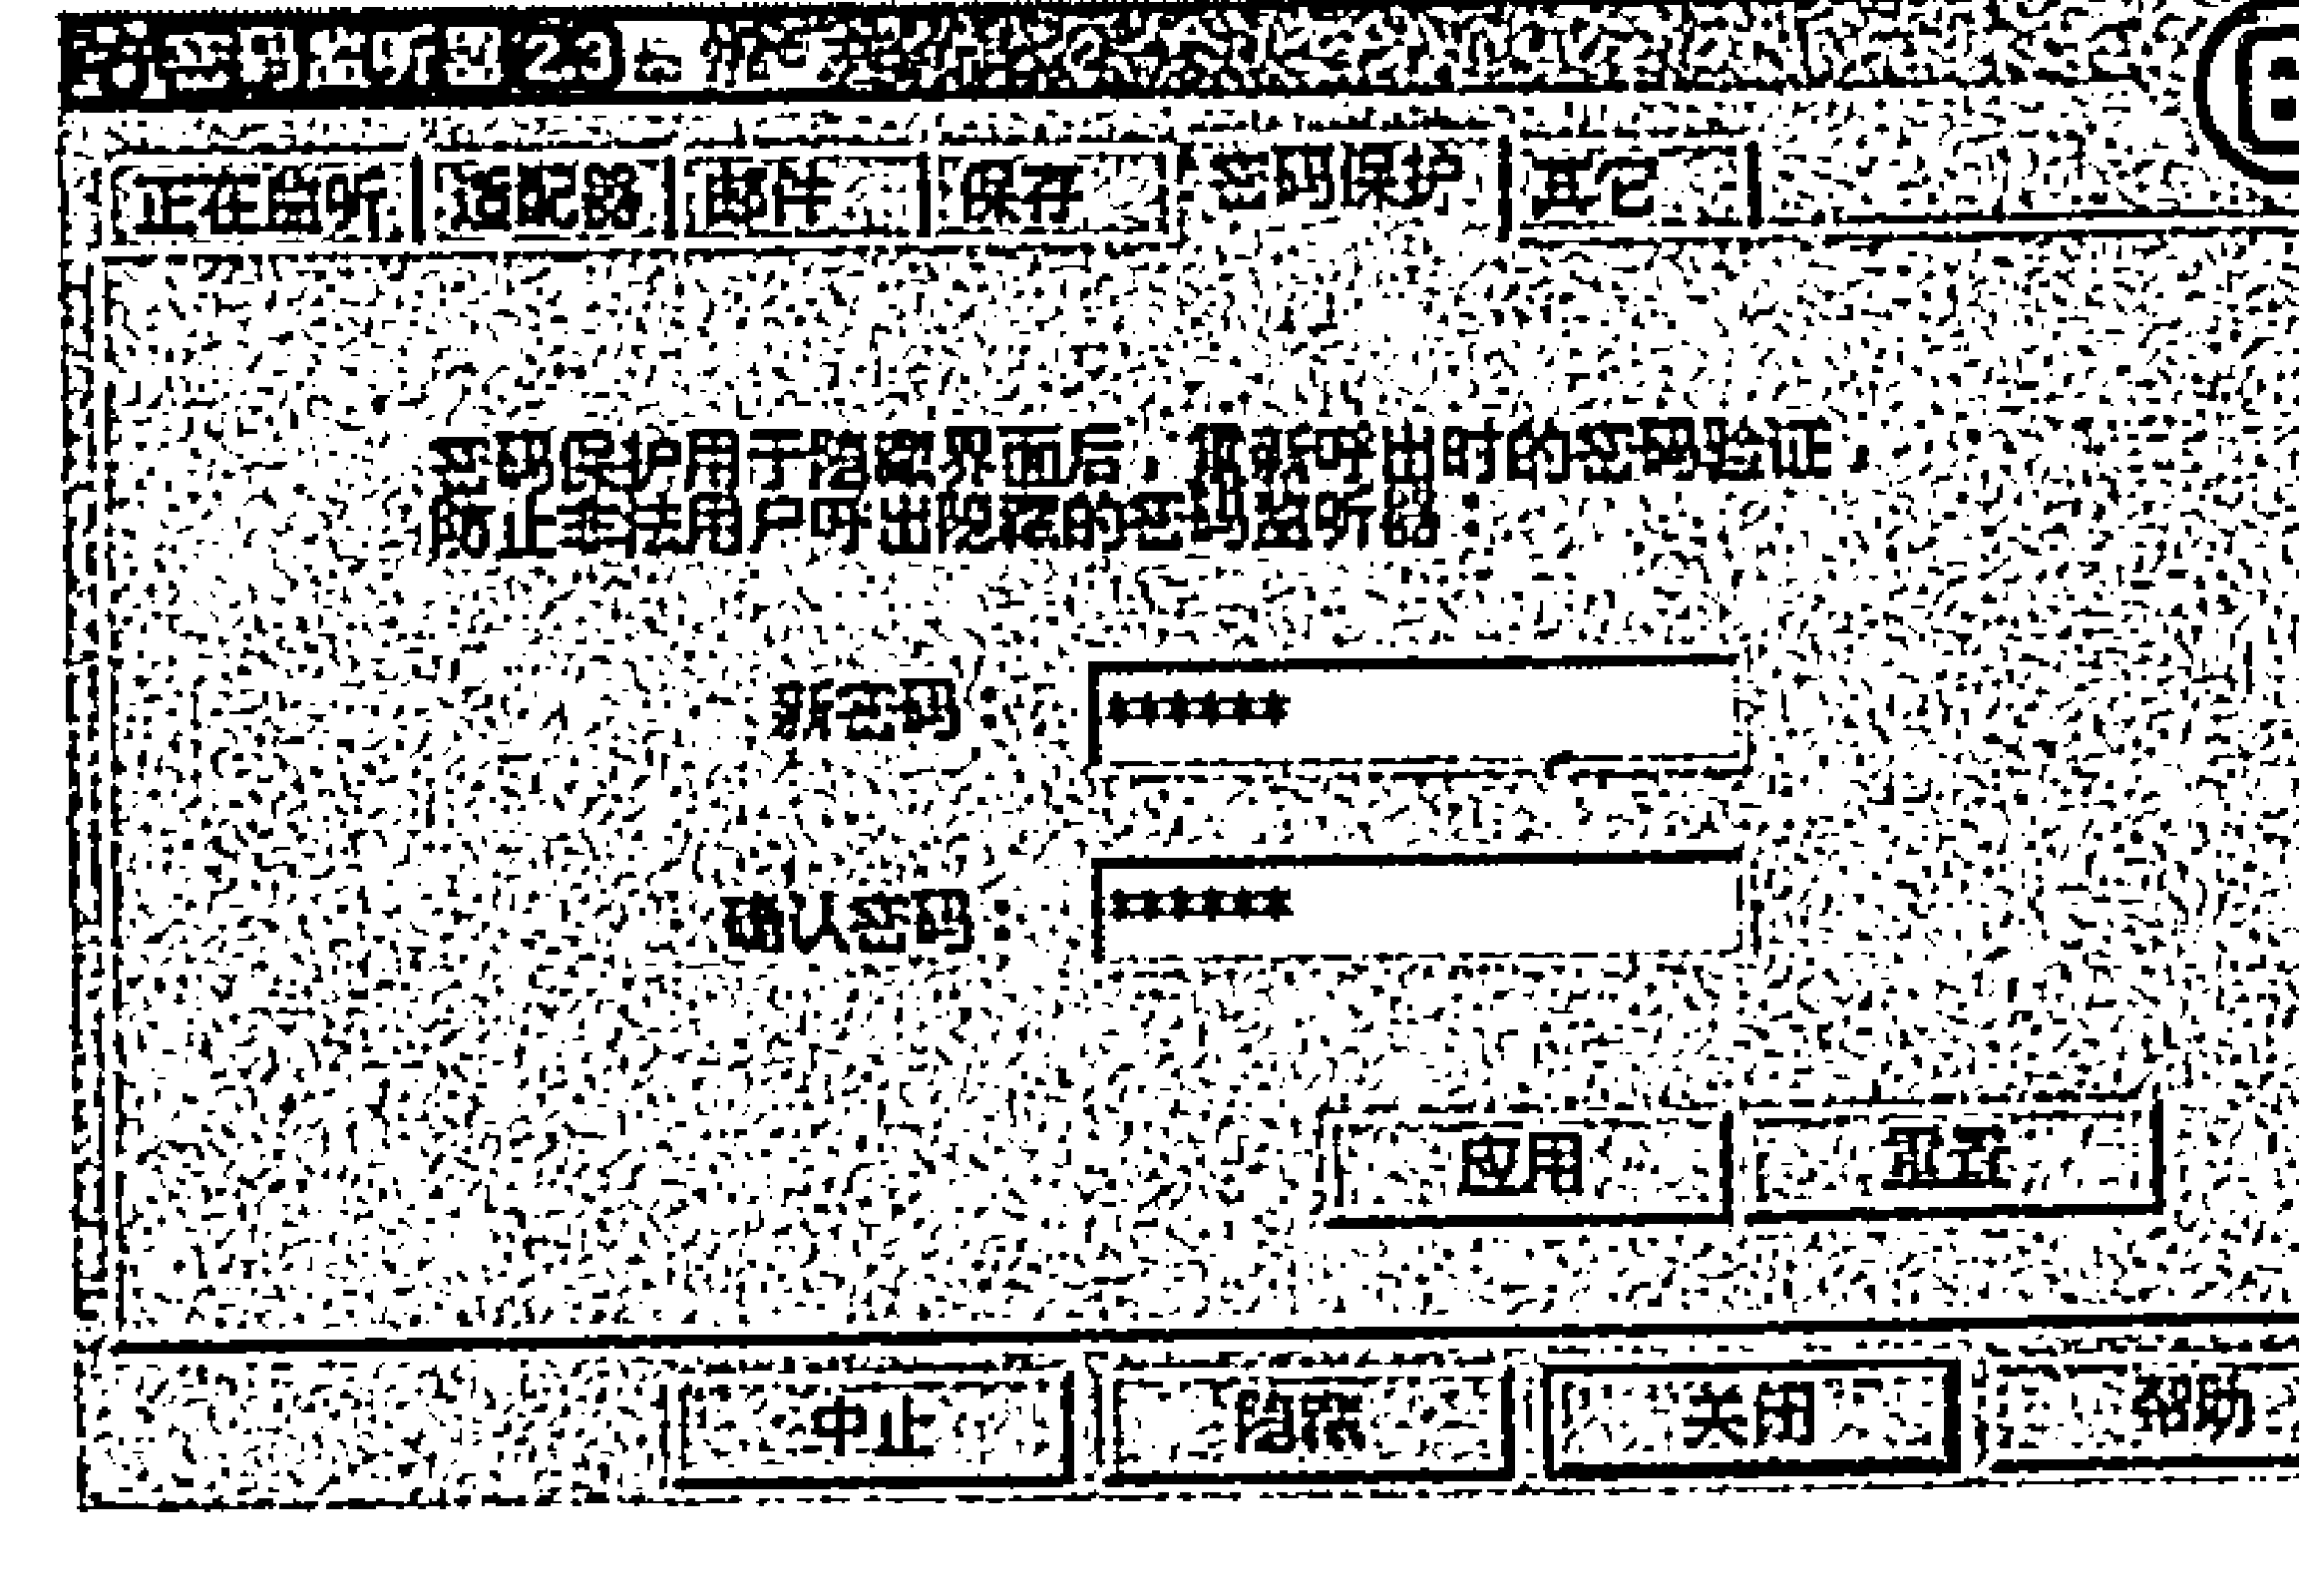 密码监听器2.3
正在监听 适配器 邮件 保存 密码保护 其它
密码保护用于隐藏界面后，重新呼出时的密码验证，
防止非法用户呼出隐藏的密码监听器：
新密码： ******
确认密码： ******
应用 重置
中止 隐藏 关闭 帮助